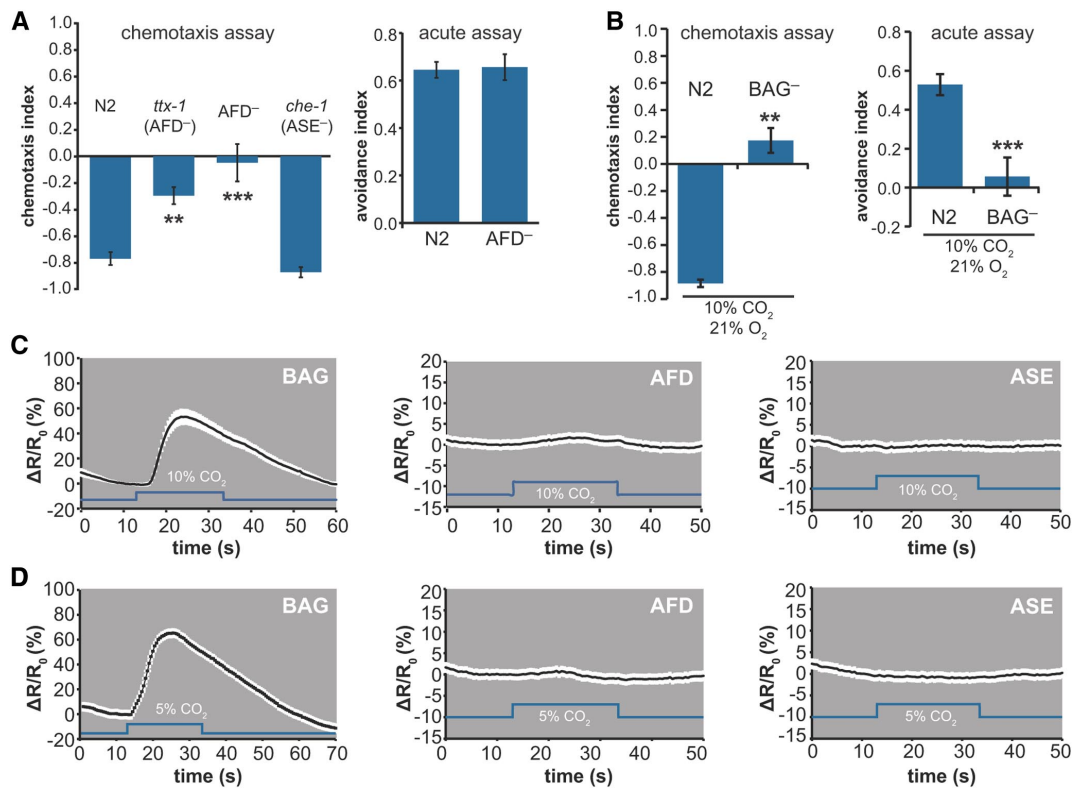 A
chemotaxis assay
chemotaxis index
1.0
0.8
0.6
0.4
0.2
0.0
-0.2
-0.4
-0.6
-0.8
-1.0
N2
ttx-1
(AFD–)
AFD–
che-1
(ASE–)
**
***
acute assay
avoidance index
0.8
0.6
0.4
0.2
0.0
N2
AFD–
B
chemotaxis assay
chemotaxis index
1.0
0.8
0.6
0.4
0.2
0.0
-0.2
-0.4
-0.6
-0.8
-1.0
N2
BAG–
**
10% CO2
21% O2
acute assay
avoidance index
0.8
0.6
0.4
0.2
0.0
-0.2
***
N2
BAG–
10% CO2
21% O2
C
ΔR/R0 (%)
100
80
60
40
20
0
-20
BAG
10% CO2
0 10 20 30 40 50 60
time (s)
ΔR/R0 (%)
20
15
10
5
0
-5
-10
-15
AFD
10% CO2
0 10 20 30 40 50
time (s)
ΔR/R0 (%)
20
15
10
5
0
-5
-10
-15
ASE
10% CO2
0 10 20 30 40 50
time (s)
D
ΔR/R0 (%)
100
80
60
40
20
0
-20
BAG
5% CO2
0 10 20 30 40 50 60 70
time (s)
ΔR/R0 (%)
20
15
10
5
0
-5
-10
-15
AFD
5% CO2
0 10 20 30 40 50
time (s)
ΔR/R0 (%)
20
15
10
5
0
-5
-10
-15
ASE
5% CO2
0 10 20 30 40 50
time (s)